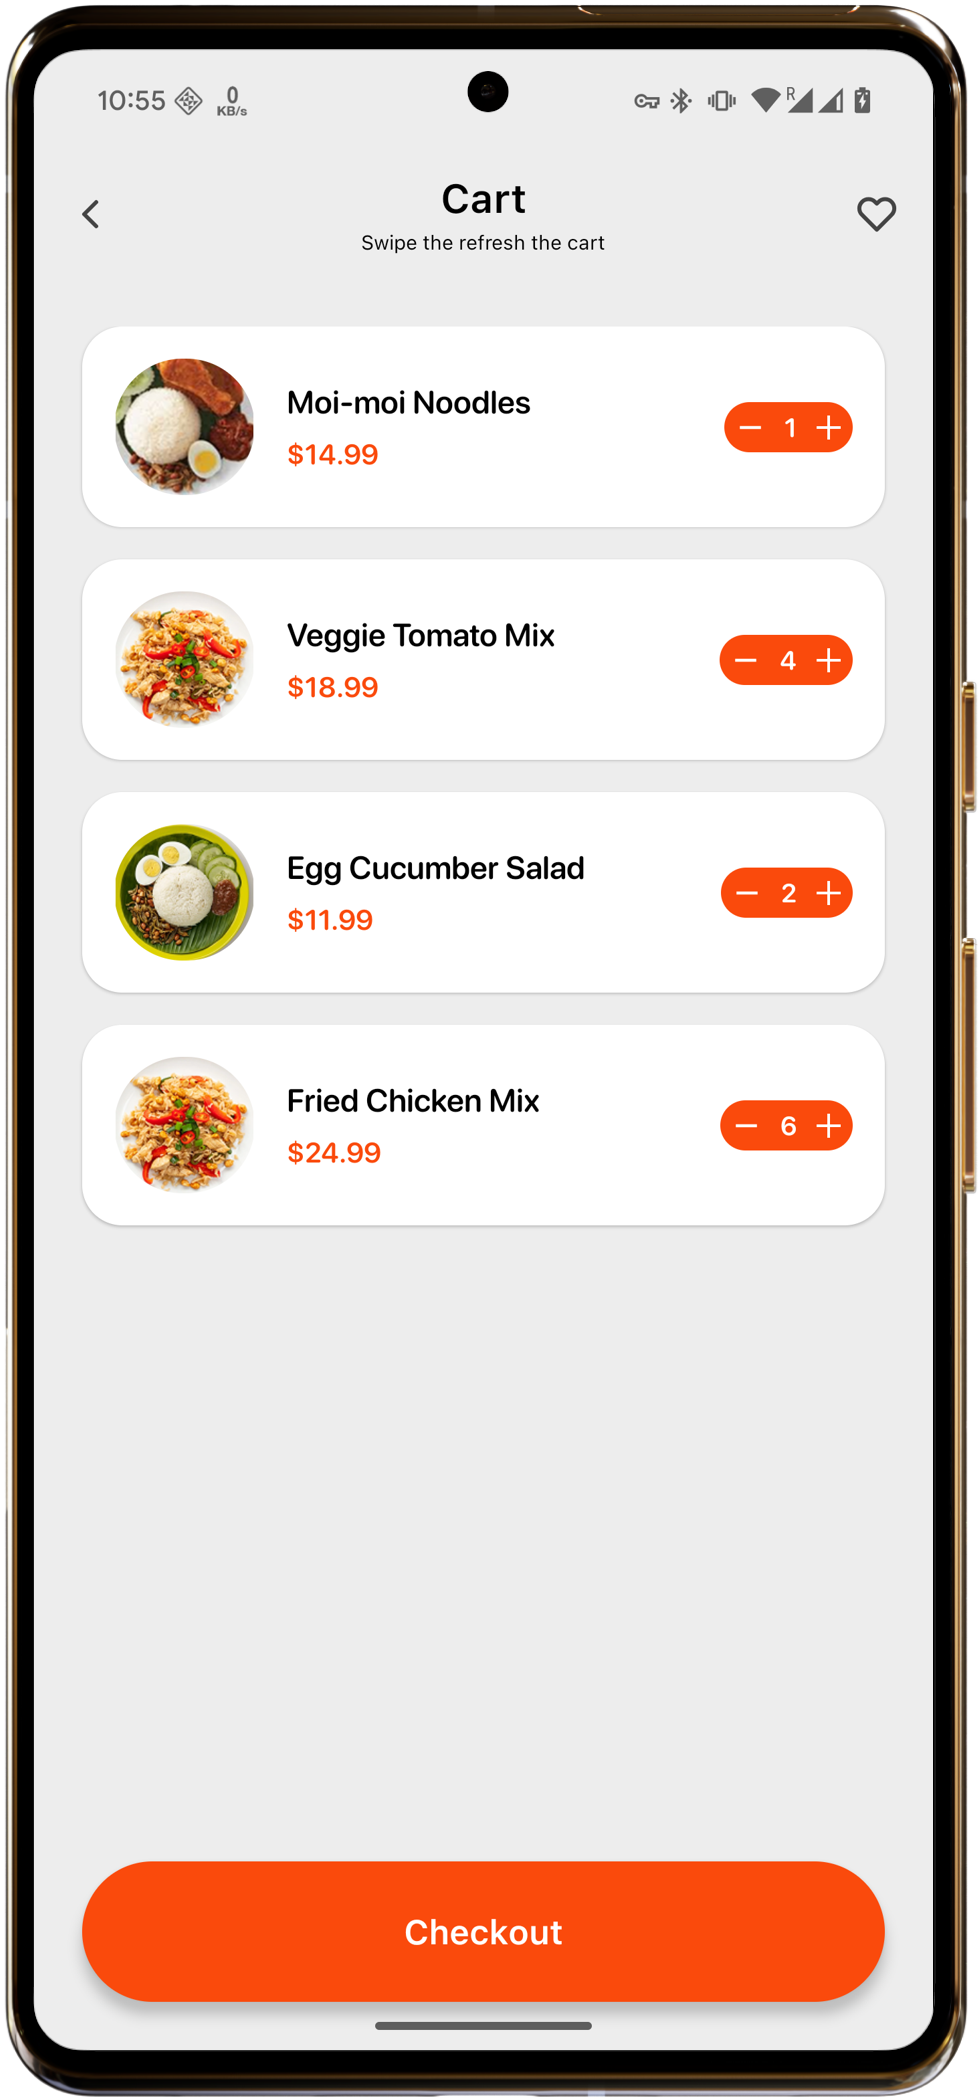 10:55 0 KB/s R
Cart
Swipe the refresh the cart
Moi-moi Noodles
$14.99
1
Veggie Tomato Mix
$18.99
4
Egg Cucumber Salad
$11.99
2
Fried Chicken Mix
$24.99
6
Checkout